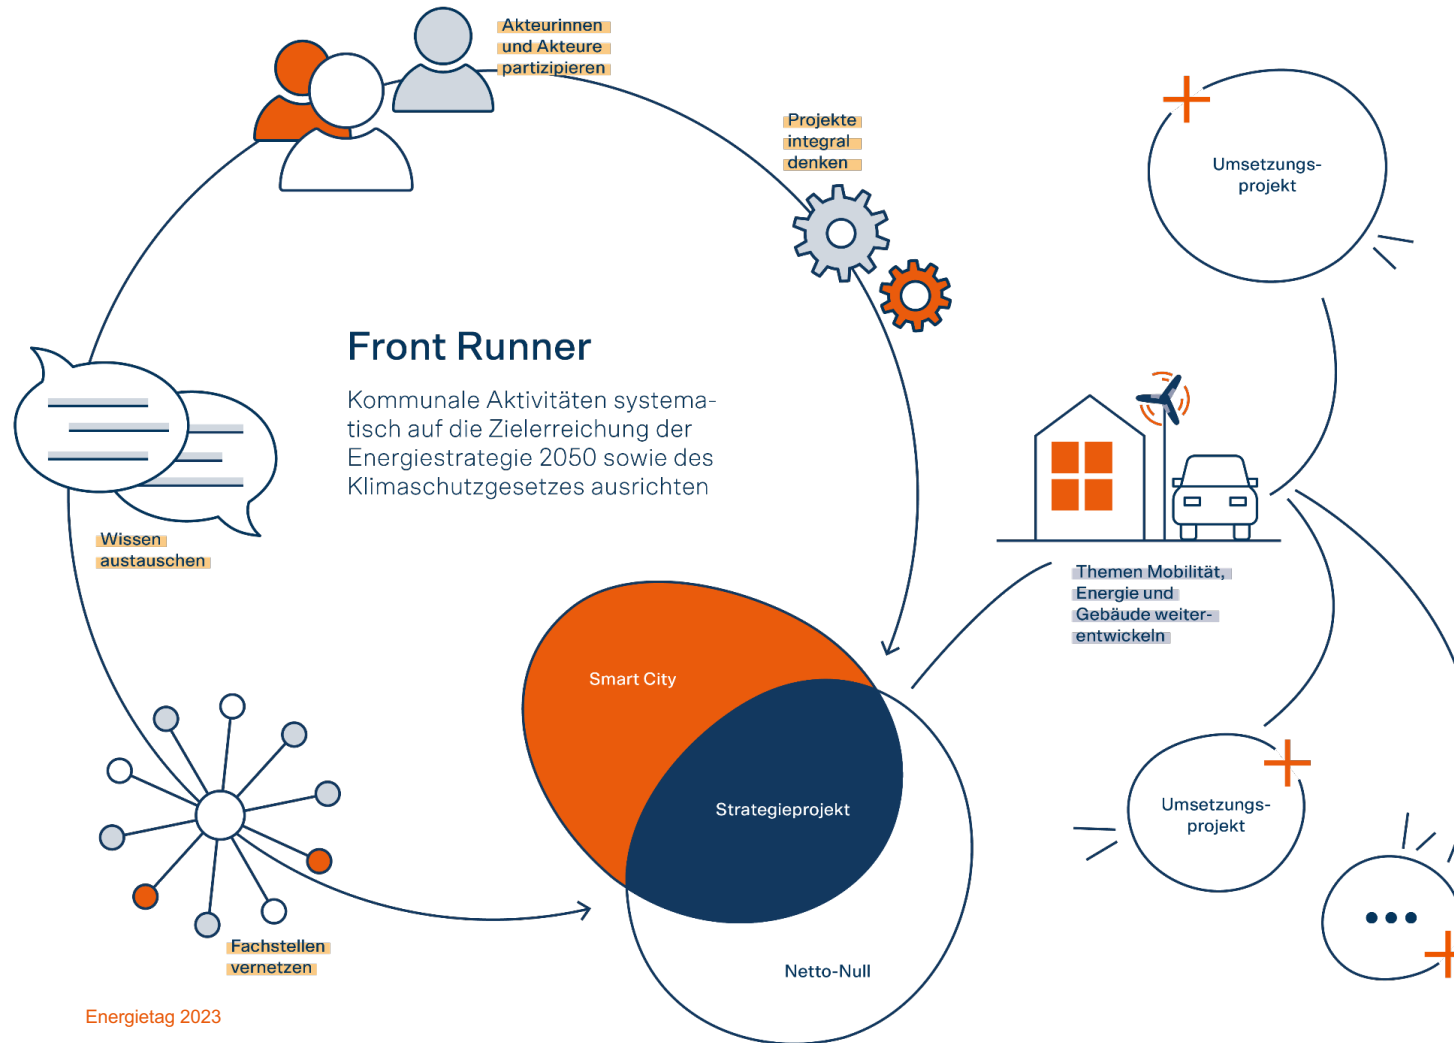 Akteurinnen
und Akteure
partizipieren
Projekte
integral
denken
Umsetzungs-
projekt
Front Runner
Kommunale Aktivitäten systema-
tisch auf die Zielerreichung der
Energiestrategie 2050 sowie des
Klimaschutzgesetzes ausrichten
Wissen
austauschen
Themen Mobilität,
Energie und
Gebäude weiter-
entwickeln
Smart City
Strategieprojekt
Umsetzungs-
projekt
Fachstellen
vernetzen
Netto-Null
Energietag 2023